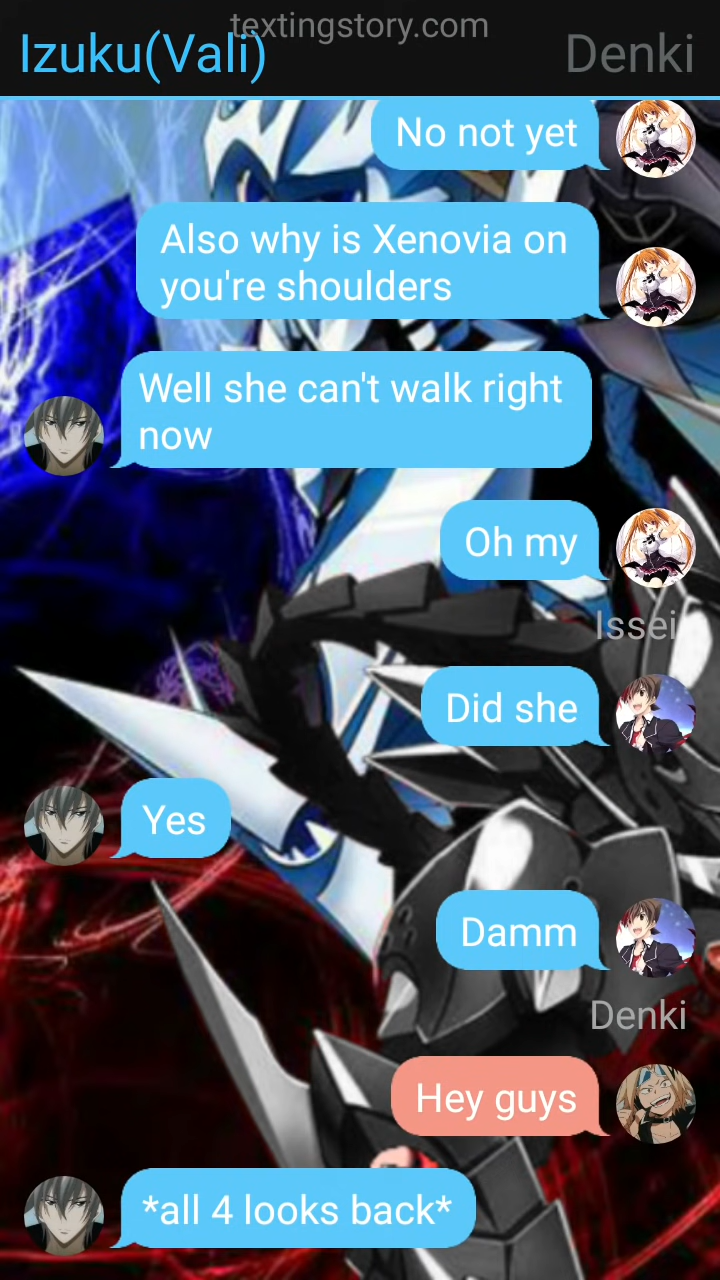 textingstory.com
Izuku(Vali)
Denki
No not yet
Also why is Xenovia on
you're shoulders
Well she can't walk right
now
Oh my
Issei
Did she
Yes
Damm
Denki
Hey guys
*all 4 looks back*